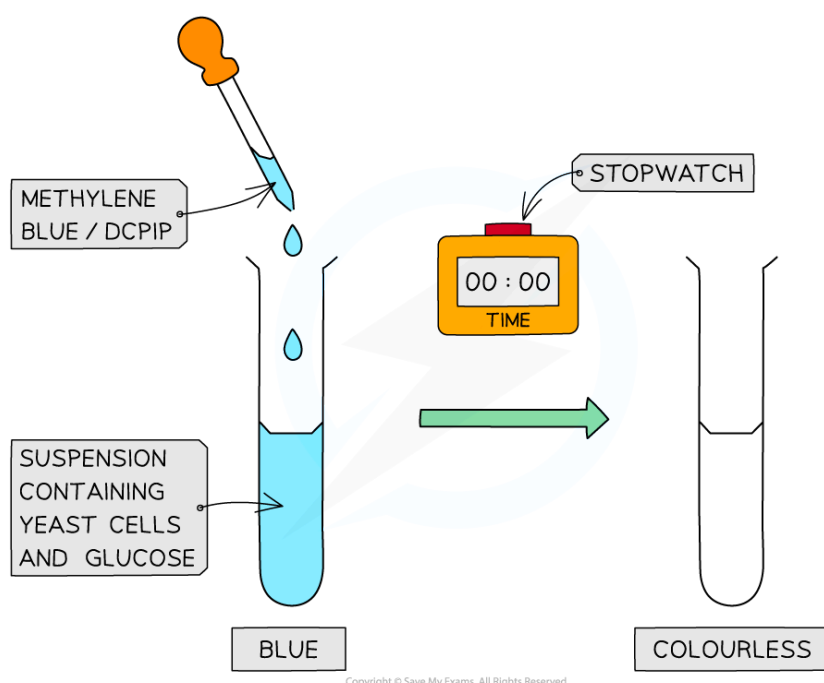 METHYLENE
BLUE / DCPIP
STOPWATCH
00 : 00
TIME
SUSPENSION
CONTAINING
YEAST CELLS
AND GLUCOSE
BLUE
COLOURLESS
Copyright © Save My Exams. All Rights Reserved